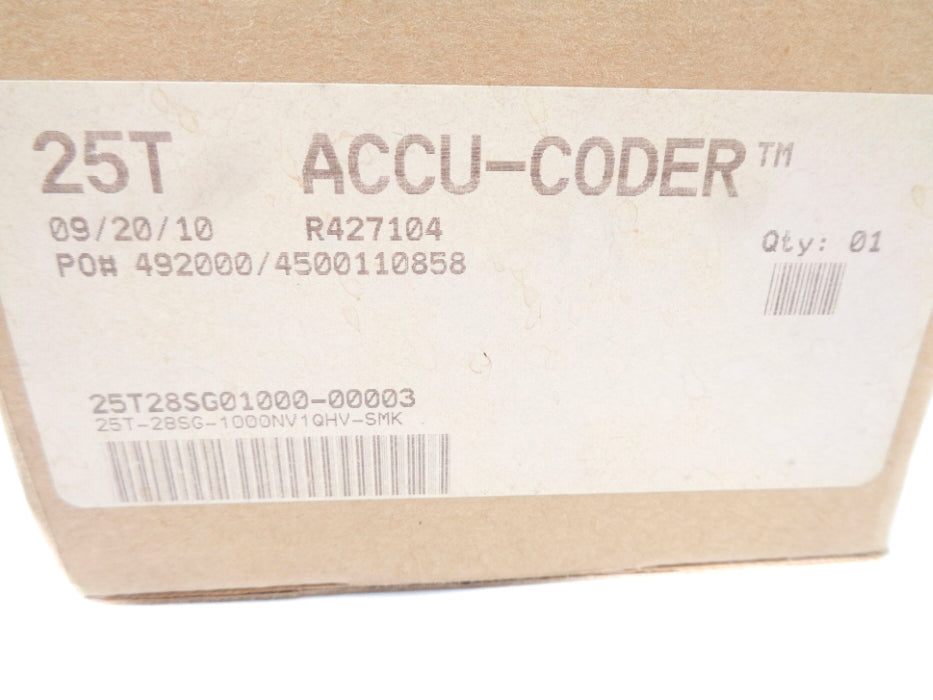 25T ACCU-CODER™
09/20/10 R427104
PO# 492000/4500110858
Qty: 01
25T28SG01000-00003
25T-28SG-1000NV1QHV-SMK